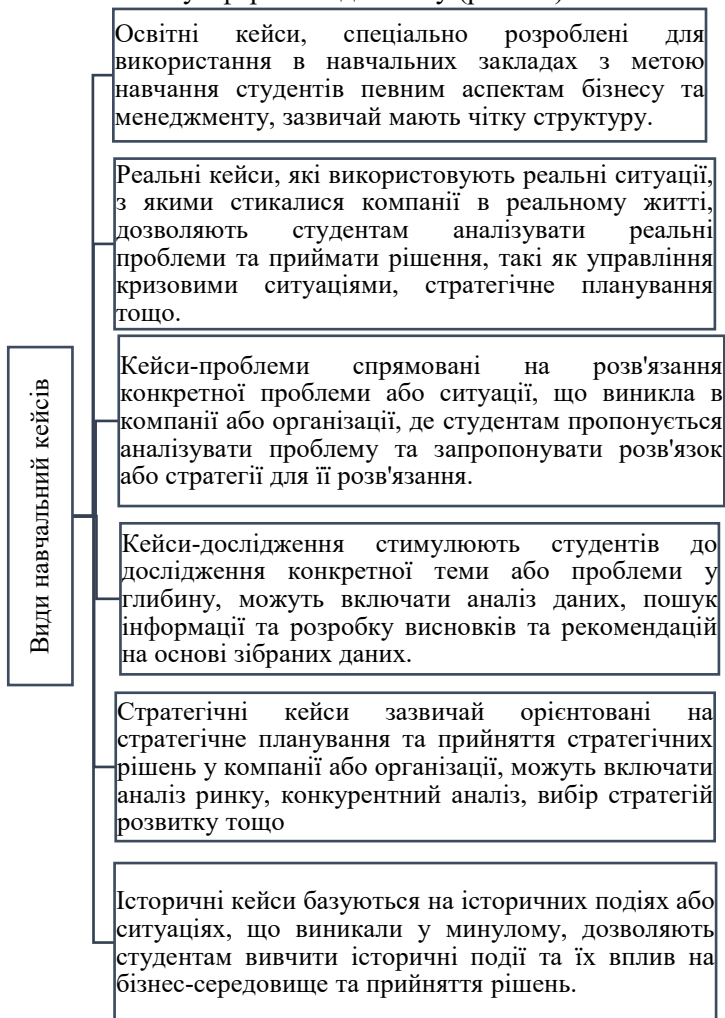 Освітні кейси, спеціально розроблені для
використання в навчальних закладах з метою
навчання студентів певним аспектам бізнесу та
менеджменту, зазвичай мають чітку структуру.
Реальні кейси, які використовують реальні ситуації,
з якими стикалися компанії в реальному житті,
дозволяють студентам аналізувати реальні
проблеми та приймати рішення, такі як управління
кризовими ситуаціями, стратегічне планування
тощо.
Види навчальний кейсів
Кейси-проблеми спрямовані на розв'язання
конкретної проблеми або ситуації, що виникла в
компанії або організації, де студентам пропонується
аналізувати проблему та запропонувати розв'язок
або стратегії для її розв'язання.
Кейси-дослідження стимулюють студентів до
дослідження конкретної теми або проблеми у
глибину, можуть включати аналіз даних, пошук
інформації та розробку висновків та рекомендацій
на основі зібраних даних.
Стратегічні кейси зазвичай орієнтовані на
стратегічне планування та прийняття стратегічних
рішень у компанії або організації, можуть включати
аналіз ринку, конкурентний аналіз, вибір стратегій
розвитку тощо
Історичні кейси базуються на історичних подіях або
ситуаціях, що виникали у минулому, дозволяють
студентам вивчити історичні події та їх вплив на
бізнес-середовище та прийняття рішень.